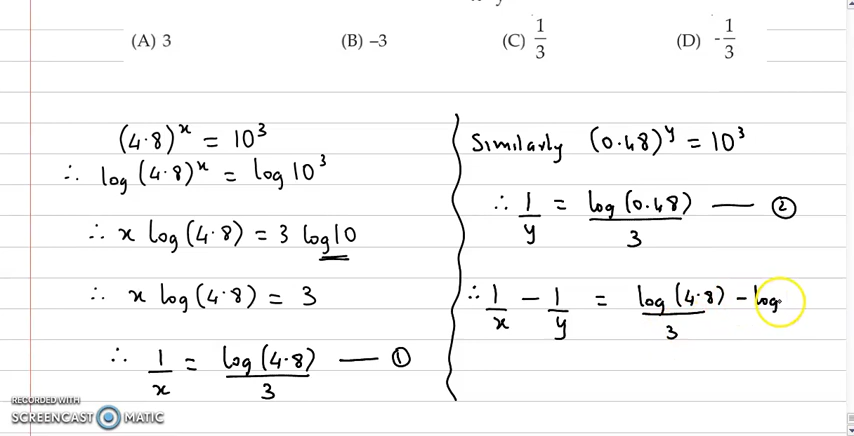 (A) 3 (B) –3 (C) 1/3 (D) -1/3
(4·8)^x = 10^3
∴ log(4·8)^x = log 10^3
∴ x log(4·8) = 3 log10
∴ x log(4·8) = 3
∴ 1/x = log(4·8)/3 — ①
Similarly (0.48)^y = 10^3
∴ 1/y = log(0.48)/3 — ②
∴ 1/x - 1/y = log(4·8) - log/3
RECORDED WITH
SCREENCAST MATIC